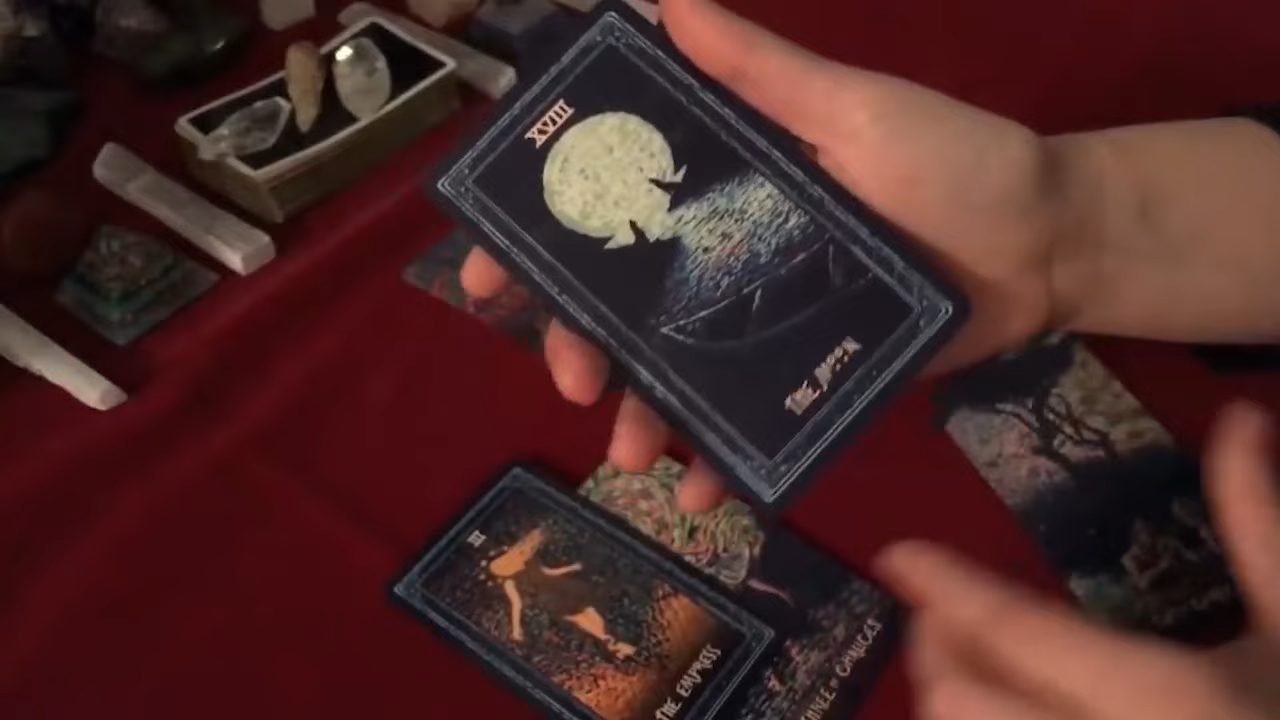 XVIII
THE MOON
III
THE EMPRESS
THREE OF CHALICES